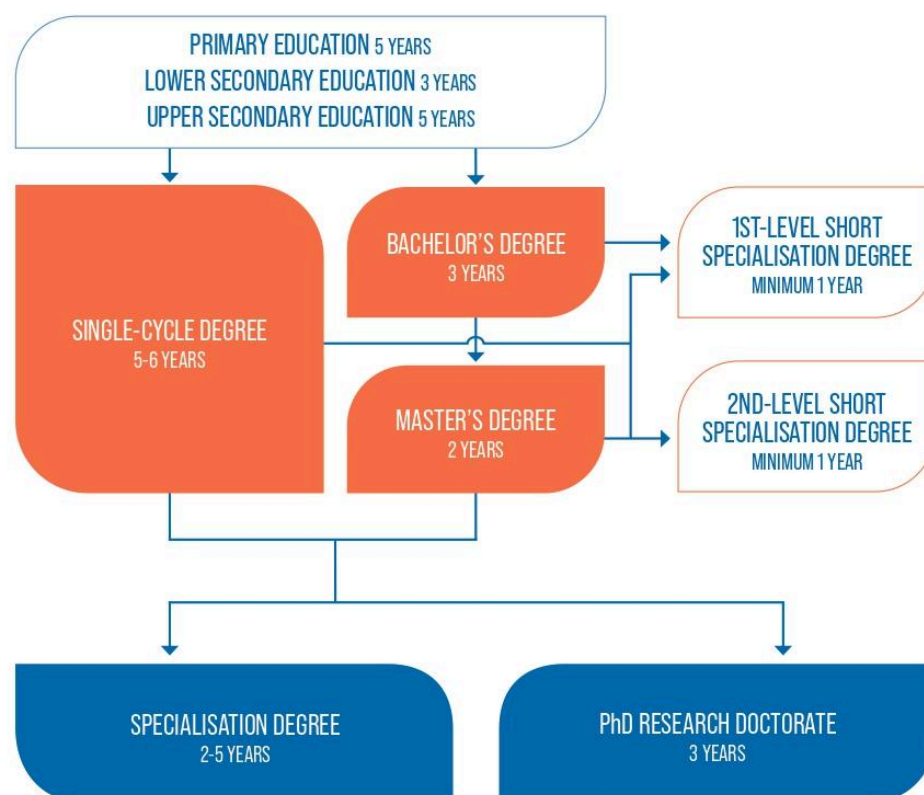 PRIMARY EDUCATION 5 YEARS
LOWER SECONDARY EDUCATION 3 YEARS
UPPER SECONDARY EDUCATION 5 YEARS
SINGLE-CYCLE DEGREE
5-6 YEARS
BACHELOR'S DEGREE
3 YEARS
1ST-LEVEL SHORT
SPECIALISATION DEGREE
MINIMUM 1 YEAR
MASTER'S DEGREE
2 YEARS
2ND-LEVEL SHORT
SPECIALISATION DEGREE
MINIMUM 1 YEAR
SPECIALISATION DEGREE
2-5 YEARS
PhD RESEARCH DOCTORATE
3 YEARS